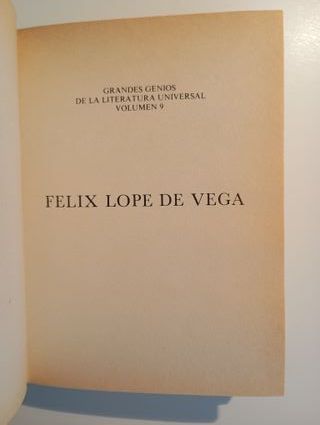 GRANDES GENIOS
DE LA LITERATURA UNIVERSAL
VOLUMEN 9
FELIX LOPE DE VEGA